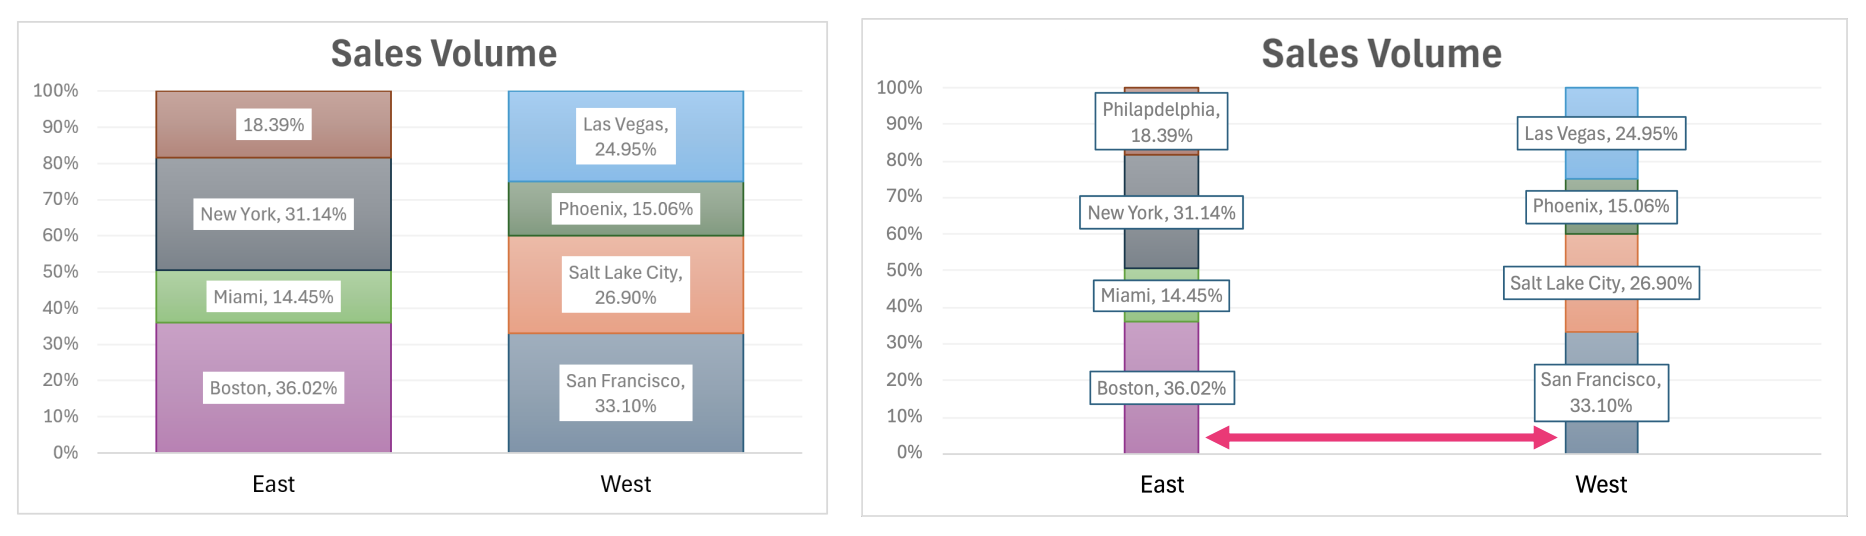 Sales Volume
100%
90%
80%
70%
60%
50%
40%
30%
20%
10%
0%
18.39%
New York, 31.14%
Miami, 14.45%
Boston, 36.02%
Las Vegas,
24.95%
Phoenix, 15.06%
Salt Lake City,
26.90%
San Francisco,
33.10%
East
West
Sales Volume
100%
90%
80%
70%
60%
50%
40%
30%
20%
10%
0%
Philapdelphia,
18.39%
New York, 31.14%
Miami, 14.45%
Boston, 36.02%
Las Vegas, 24.95%
Phoenix, 15.06%
Salt Lake City, 26.90%
San Francisco,
33.10%
East
West